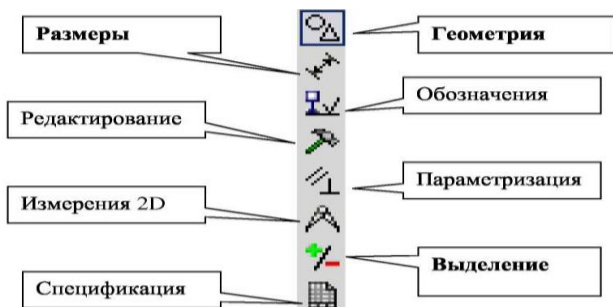 Размеры
Геометрия
Обозначения
Редактирование
Параметризация
Измерения 2D
Выделение
Спецификация